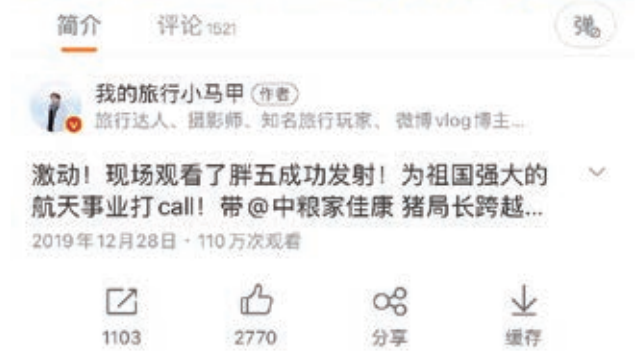 简介 评论 1521 弹
我的旅行小马甲 作者
旅行达人、摄影师、知名旅行玩家、 微博vlog博主...
激动！现场观看了胖五成功发射！为祖国强大的
航天事业打call！带@中粮家佳康 猪局长跨越...
2019年12月28日 · 110万次观看
1103 2770 分享 缓存